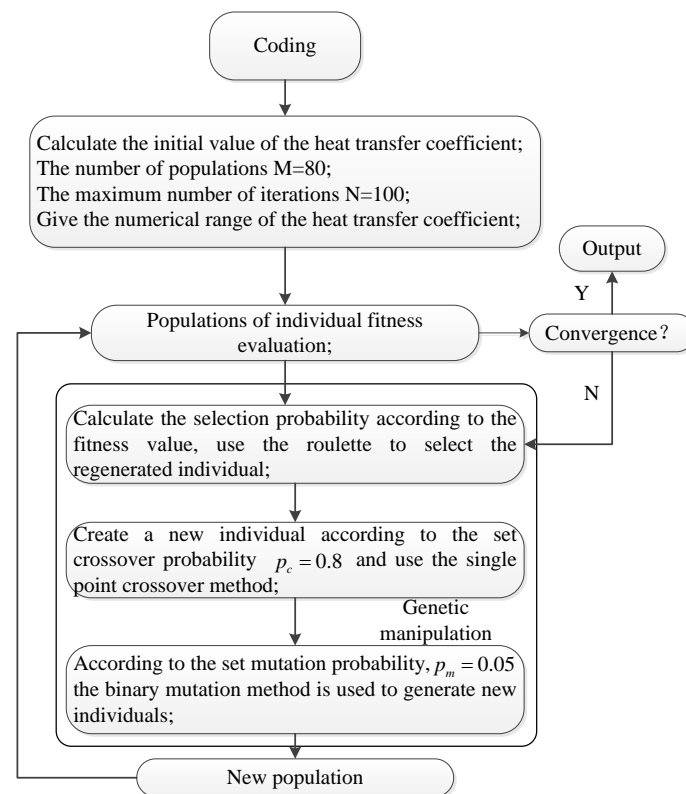 Coding
Calculate the initial value of the heat transfer coefficient;
The number of populations M=80;
The maximum number of iterations N=100;
Give the numerical range of the heat transfer coefficient;
Output
Y
Populations of individual fitness
evaluation;
Convergence？
N
Calculate the selection probability according to the
fitness value, use the roulette to select the
regenerated individual;
Create a new individual according to the set
crossover probability p_c = 0.8 and use the single
point crossover method;
Genetic
manipulation
According to the set mutation probability, p_m = 0.05
the binary mutation method is used to generate new
individuals;
New population